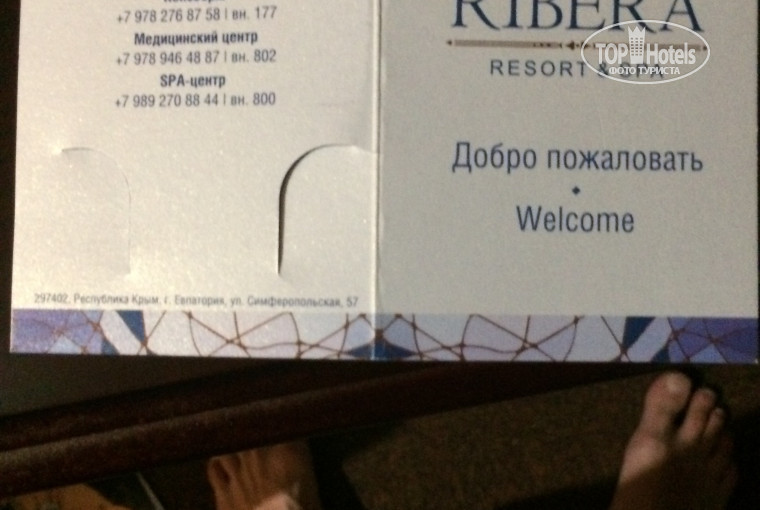 +7 978 276 87 58 | вн. 177
Медицинский центр
+7 978 946 48 87 | вн. 802
SPA-центр
+7 989 270 88 44 | вн. 800
297402, Республика Крым, г. Евпатория, ул. Симферопольская, 57
RIBERA
RESORT & SPA
Добро пожаловать
Welcome
TOP Hotels
ФОТО ТУРИСТА